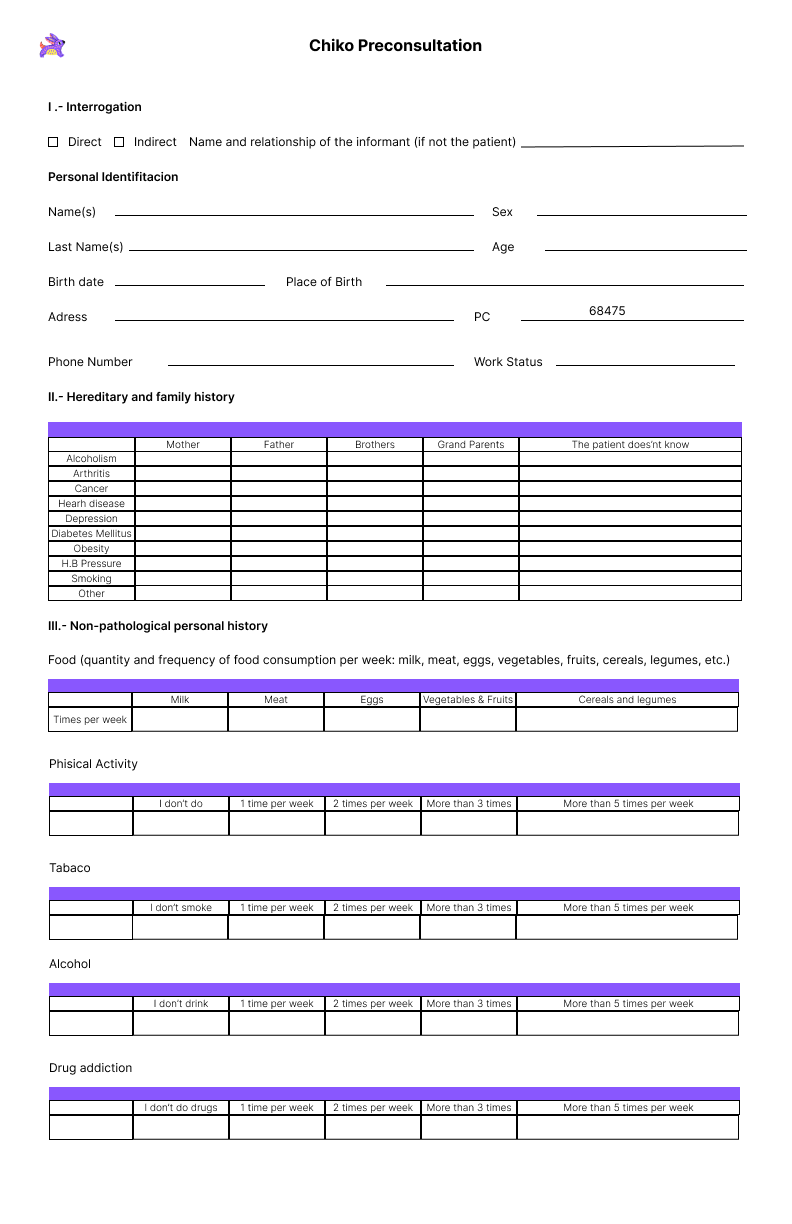 Chiko Preconsultation
I .- Interrogation
Direct Indirect Name and relationship of the informant (if not the patient)
Personal Identifitacion
Name(s) Sex
Last Name(s) Age
Birth date Place of Birth
Adress PC 68475
Phone Number Work Status
II.- Hereditary and family history
Mother Father Brothers Grand Parents The patient does'nt know
Alcoholism
Arthritis
Cancer
Hearh disease
Depression
Diabetes Mellitus
Obesity
H.B Pressure
Smoking
Other
III.- Non-pathological personal history
Food (quantity and frequency of food consumption per week: milk, meat, eggs, vegetables, fruits, cereals, legumes, etc.)
Milk Meat Eggs Vegetables & Fruits Cereals and legumes
Times per week
Phisical Activity
I don't do 1 time per week 2 times per week More than 3 times More than 5 times per week
Tabaco
I don't smoke 1 time per week 2 times per week More than 3 times More than 5 times per week
Alcohol
I don't drink 1 time per week 2 times per week More than 3 times More than 5 times per week
Drug addiction
I don't do drugs 1 time per week 2 times per week More than 3 times More than 5 times per week